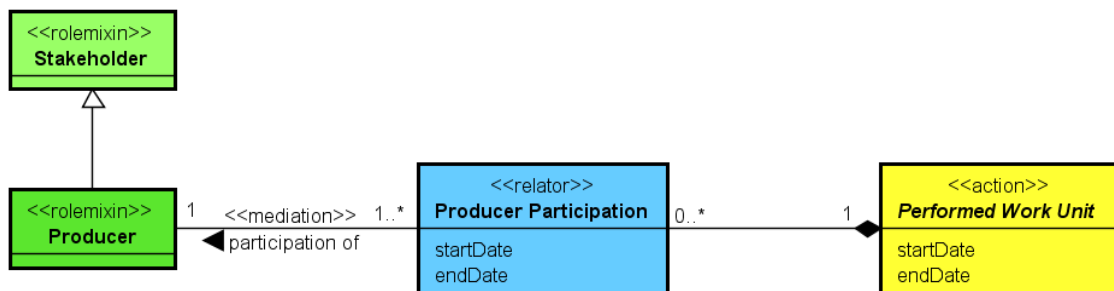 <<rolemixin>>
Stakeholder
<<rolemixin>>
Producer
1
<<mediation>>
participation of
1..*
<<relator>>
Producer Participation
startDate
endDate
0..*
1
<<action>>
Performed Work Unit
startDate
endDate